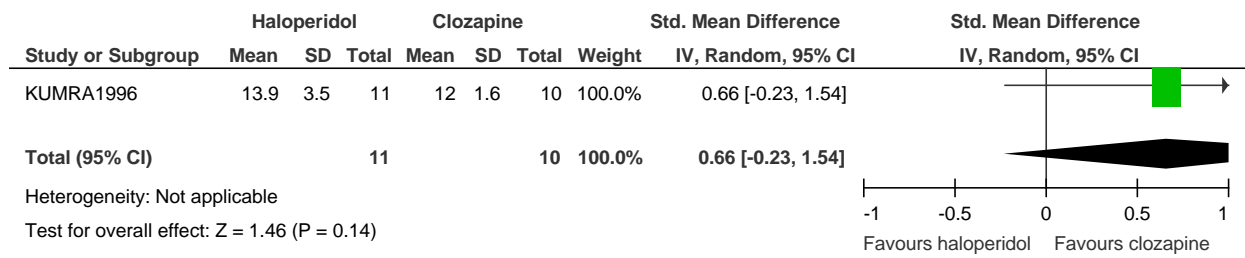 Haloperidol Clozapine Std. Mean Difference Std. Mean Difference
Study or Subgroup Mean SD Total Mean SD Total Weight IV, Random, 95% CI IV, Random, 95% CI
KUMRA1996 13.9 3.5 11 12 1.6 10 100.0% 0.66 [-0.23, 1.54]
Total (95% CI) 11 10 100.0% 0.66 [-0.23, 1.54]
Heterogeneity: Not applicable
Test for overall effect: Z = 1.46 (P = 0.14)
-1 -0.5 0 0.5 1
Favours haloperidol Favours clozapine